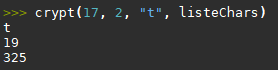 >>> crypt(17, 2, "t", listeChars)
t
19
325